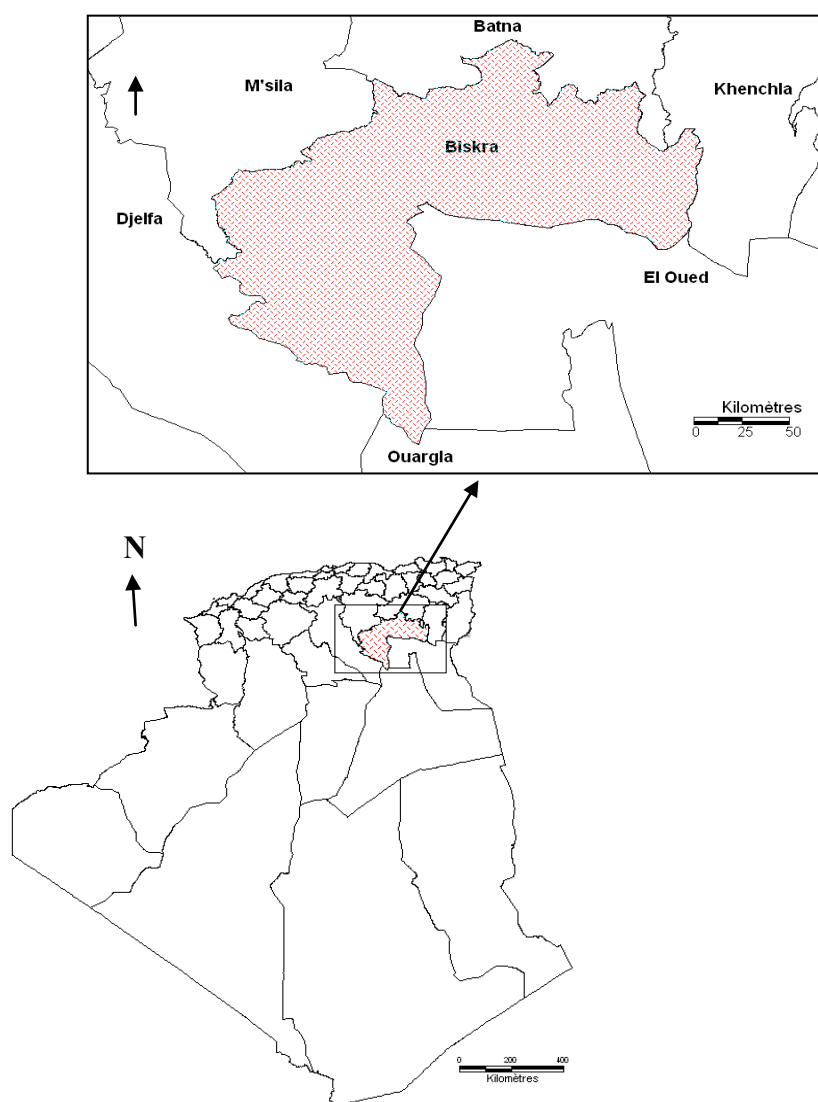 Batna
M'sila
Khenchla
Biskra
Djelfa
El Oued
Kilomètres
0 25 50
Ouargla
N
0 200 400
Kilomètres